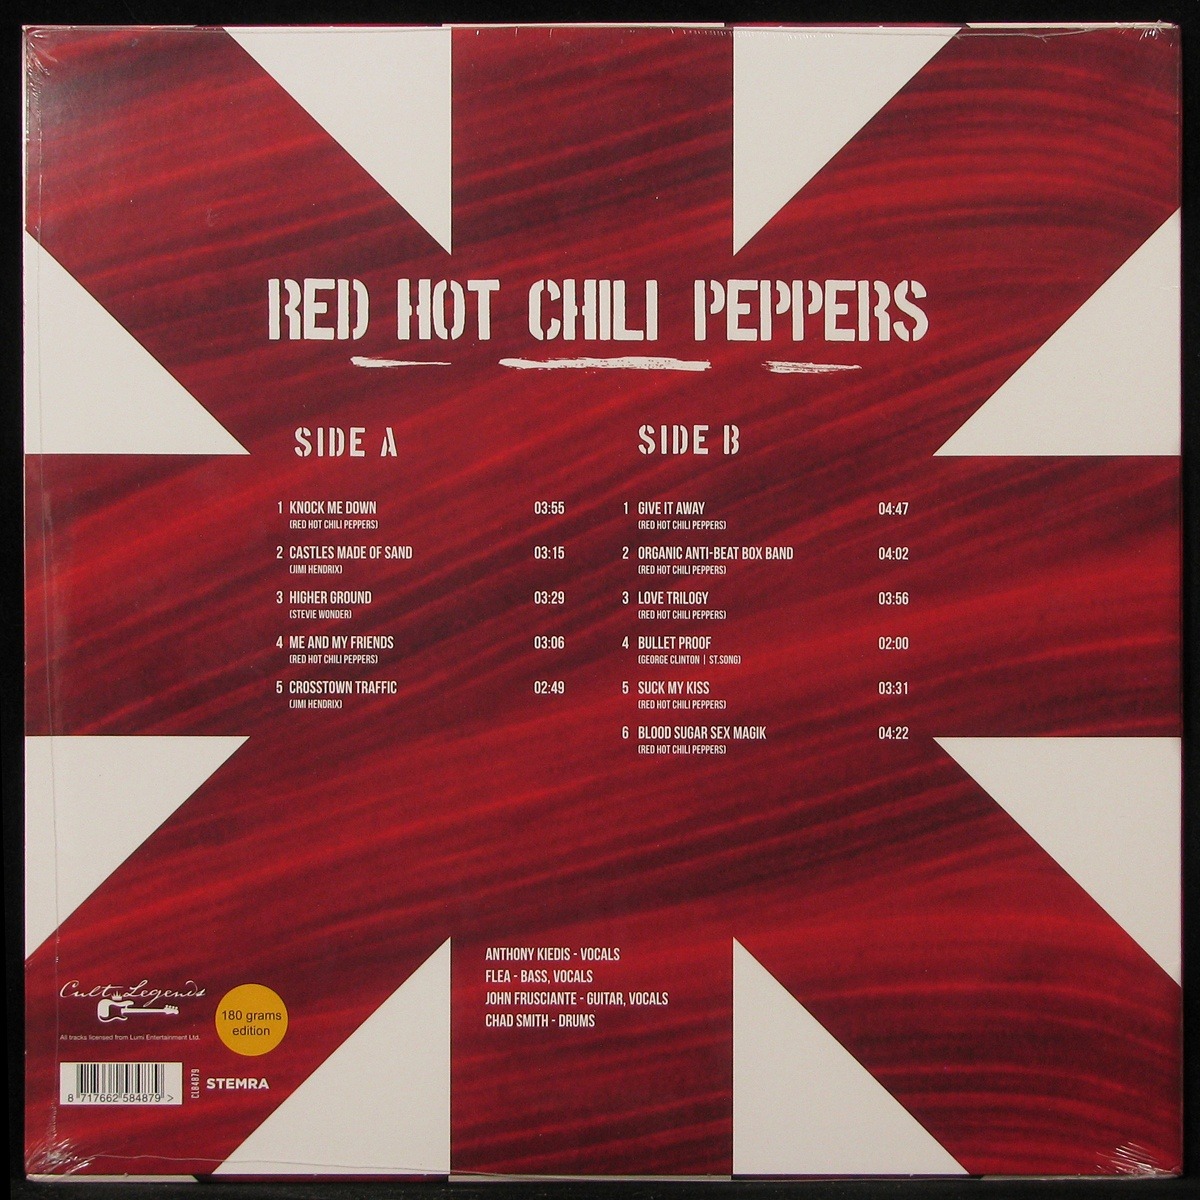 RED HOT CHILI PEPPERS
SIDE A
1 KNOCK ME DOWN 03:55
(RED HOT CHILI PEPPERS)
2 CASTLES MADE OF SAND 03:15
(JIMI HENDRIX)
3 HIGHER GROUND 03:29
(STEVIE WONDER)
4 ME AND MY FRIENDS 03:06
(RED HOT CHILI PEPPERS)
5 CROSSTOWN TRAFFIC 02:49
(JIMI HENDRIX)
SIDE B
1 GIVE IT AWAY 04:47
(RED HOT CHILI PEPPERS)
2 ORGANIC ANTI-BEAT BOX BAND 04:02
(RED HOT CHILI PEPPERS)
3 LOVE TRILOGY 03:56
(RED HOT CHILI PEPPERS)
4 BULLET PROOF 02:00
(GEORGE CLINTON | ST.SONG)
5 SUCK MY KISS 03:31
(RED HOT CHILI PEPPERS)
6 BLOOD SUGAR SEX MAGIK 04:22
(RED HOT CHILI PEPPERS)
ANTHONY KIEDIS - VOCALS
FLEA - BASS, VOCALS
JOHN FRUSCIANTE - GUITAR, VOCALS
CHAD SMITH - DRUMS
Cult Legends
All tracks licensed from Lumi Entertainment Ltd.
180 grams
edition
8 717662 584879 >
CL84879
STEMRA